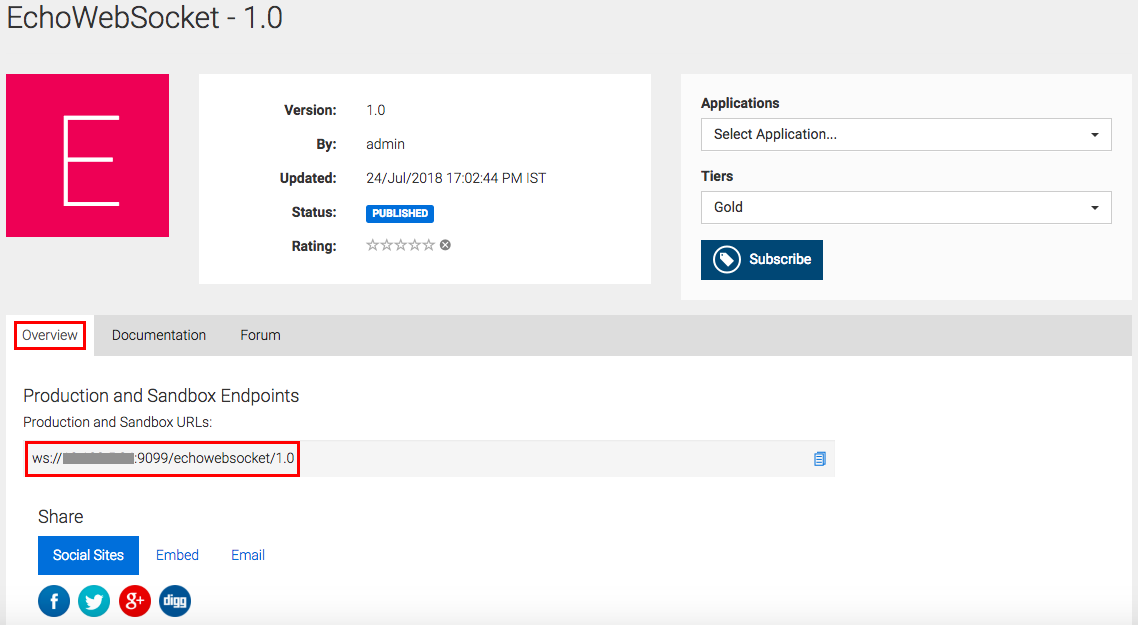 EchoWebSocket - 1.0
E
Version: 1.0
By: admin
Updated: 24/Jul/2018 17:02:44 PM IST
Status: PUBLISHED
Rating:
Applications
Select Application...
Tiers
Gold
Subscribe
Overview Documentation Forum
Production and Sandbox Endpoints
Production and Sandbox URLs:
ws:// :9099/echowebsocket/1.0
Share
Social Sites Embed Email
f g+ digg